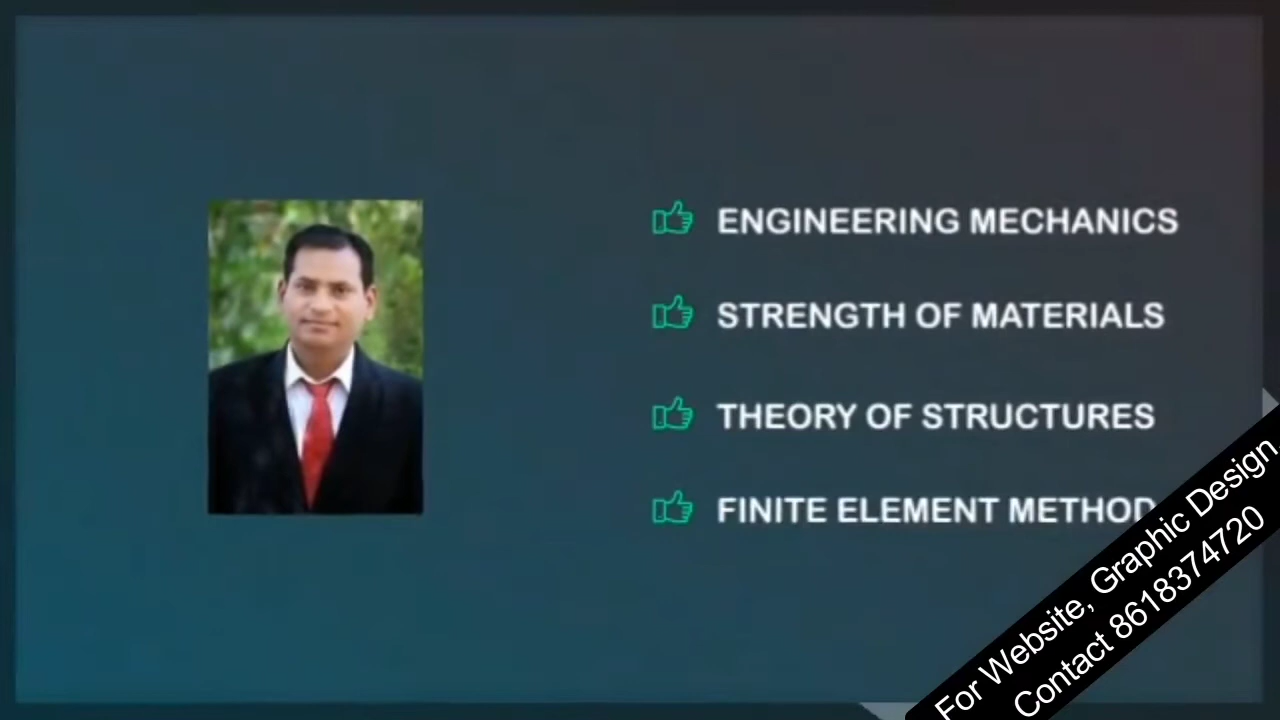 ENGINEERING MECHANICS
STRENGTH OF MATERIALS
THEORY OF STRUCTURES
FINITE ELEMENT METHOD
For Website, Graphic Design
Contact 8618374720